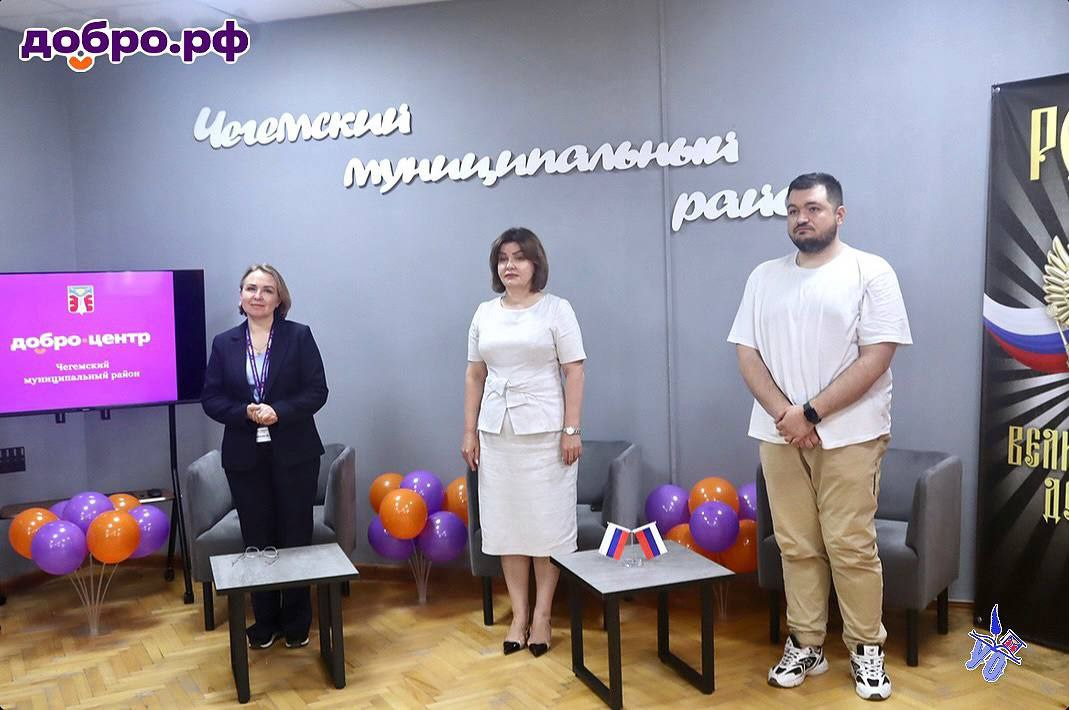 добро.рф
Чегемский
муниципальный
райо
добро•центр
Чегемский
муниципальный район